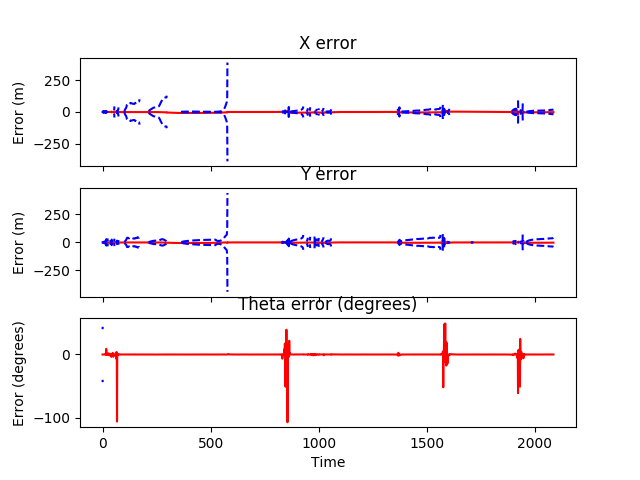 X error
Error (m)
250
0
−250
Y error
Error (m)
250
0
−250
Theta error (degrees)
Error (degrees)
0
−100
0
500
1000
1500
2000
Time